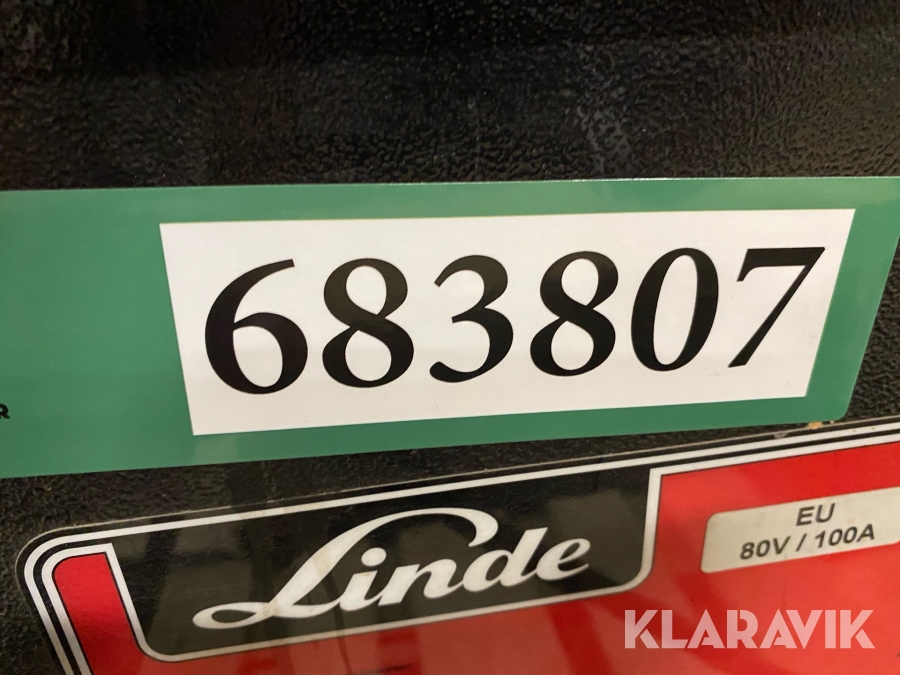 683807
R
Linde
EU
80V / 100A
KLARAVIK